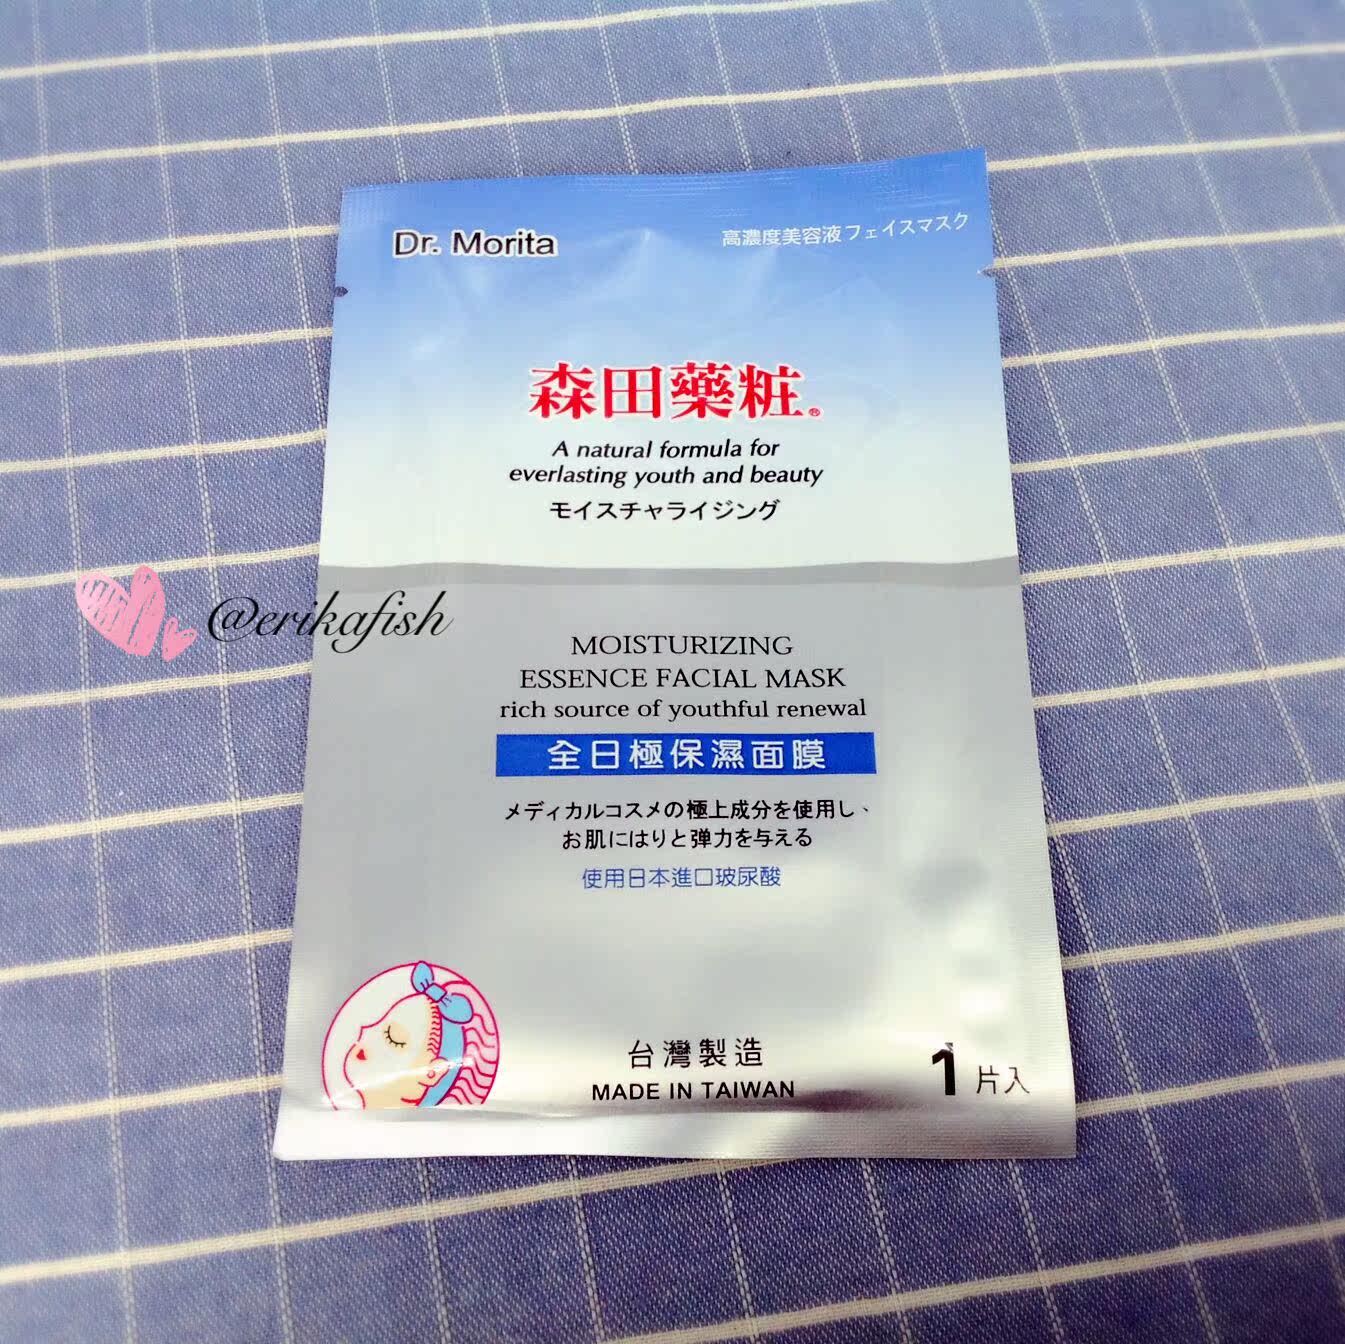 Dr. Morita
高濃度美容液フェイスマスク
森田藥粧®
A natural formula for
everlasting youth and beauty
モイスチャライジング
@erikafish
MOISTURIZING
ESSENCE FACIAL MASK
rich source of youthful renewal
全日極保濕面膜
メディカルコスメの極上成分を使用し、
お肌にはりと弾力を与える
使用日本進口玻尿酸
台灣製造
MADE IN TAIWAN
1片入